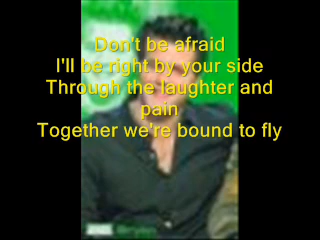 Don't be afraid
I'll be right by your side
Through the laughter and
pain
Together we're bound to fly